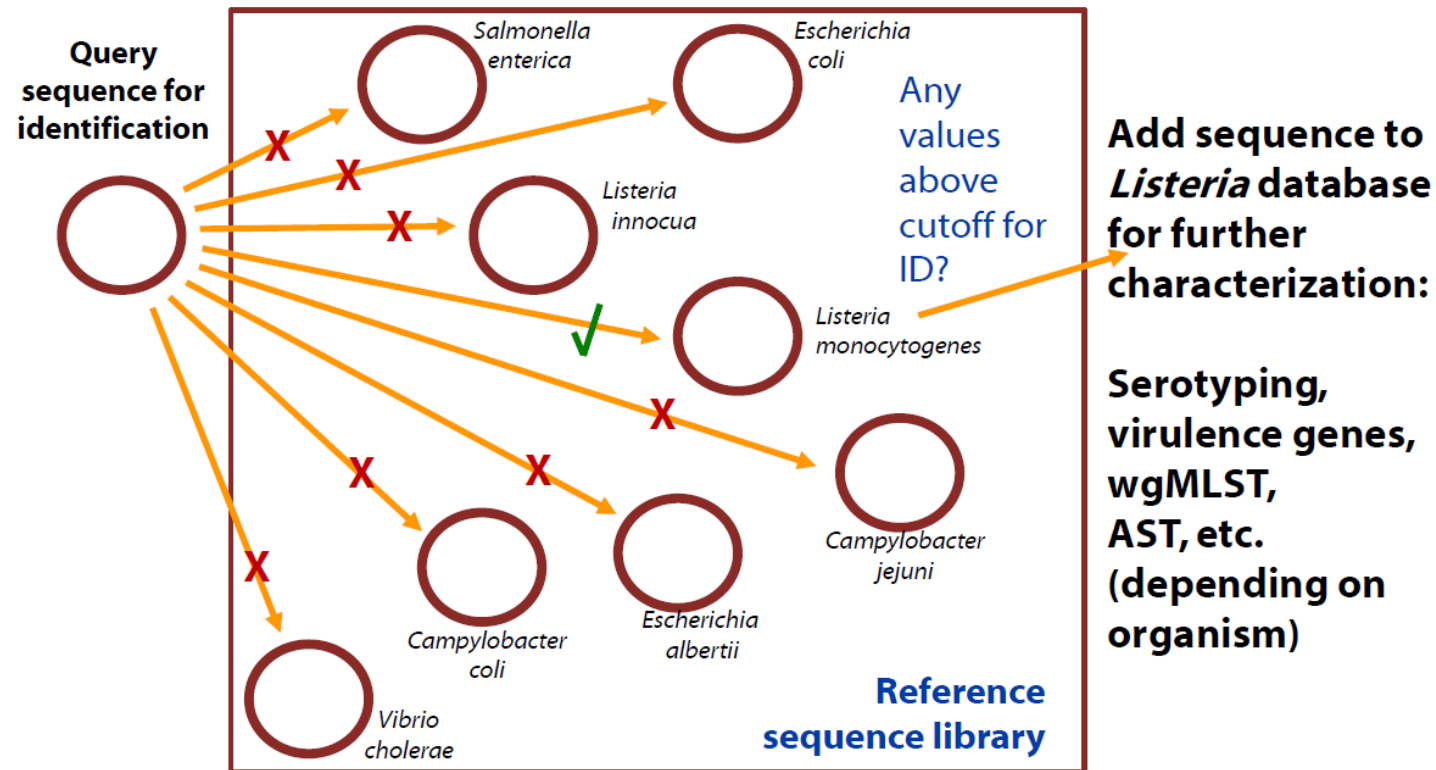 Query
sequence for
identification
Salmonella
enterica
Escherichia
coli
Any
values
above
cutoff for
ID?
X
X
Listeria
innocua
X
Listeria
monocytogenes
√
X
Campylobacter
jejuni
X
X
Escherichia
albertii
Campylobacter
coli
X
Vibrio
cholerae
Reference
sequence library
Add sequence to
Listeria database
for further
characterization:
Serotyping,
virulence genes,
wgMLST,
AST, etc.
(depending on
organism)